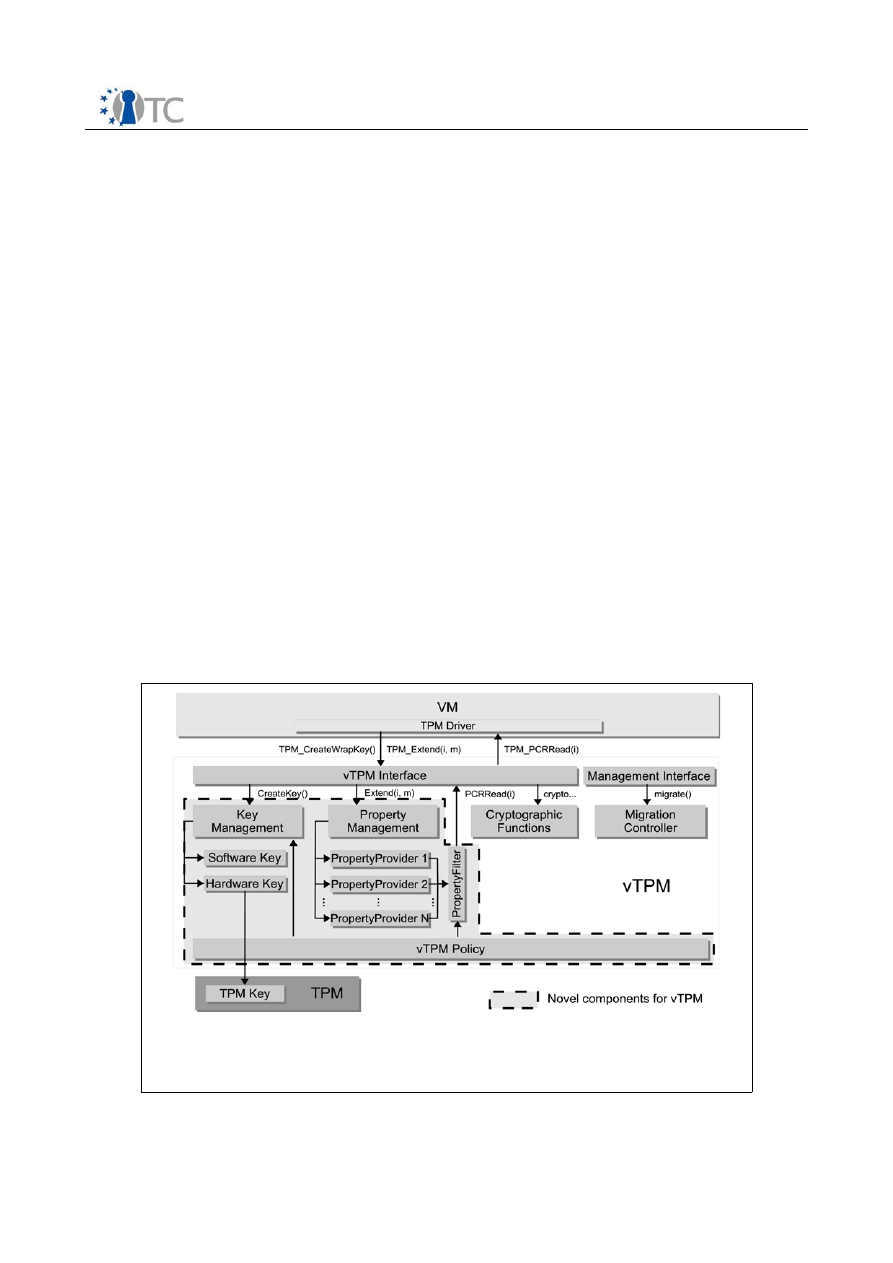 TC
VM
TPM Driver
TPM_CreateWrapKey() TPM_Extend(i, m) TPM_PCRRead(i)
vTPM Interface
Management Interface
CreateKey() Extend(i, m) PCRRead(i) crypto... migrate()
Key Management
Property Management
Cryptographic Functions
Migration Controller
Software Key
Hardware Key
PropertyProvider 1
PropertyProvider 2
... ...
PropertyProvider N
PropertyFilter
vTPM
vTPM Policy
TPM Key TPM
Novel components for vTPM